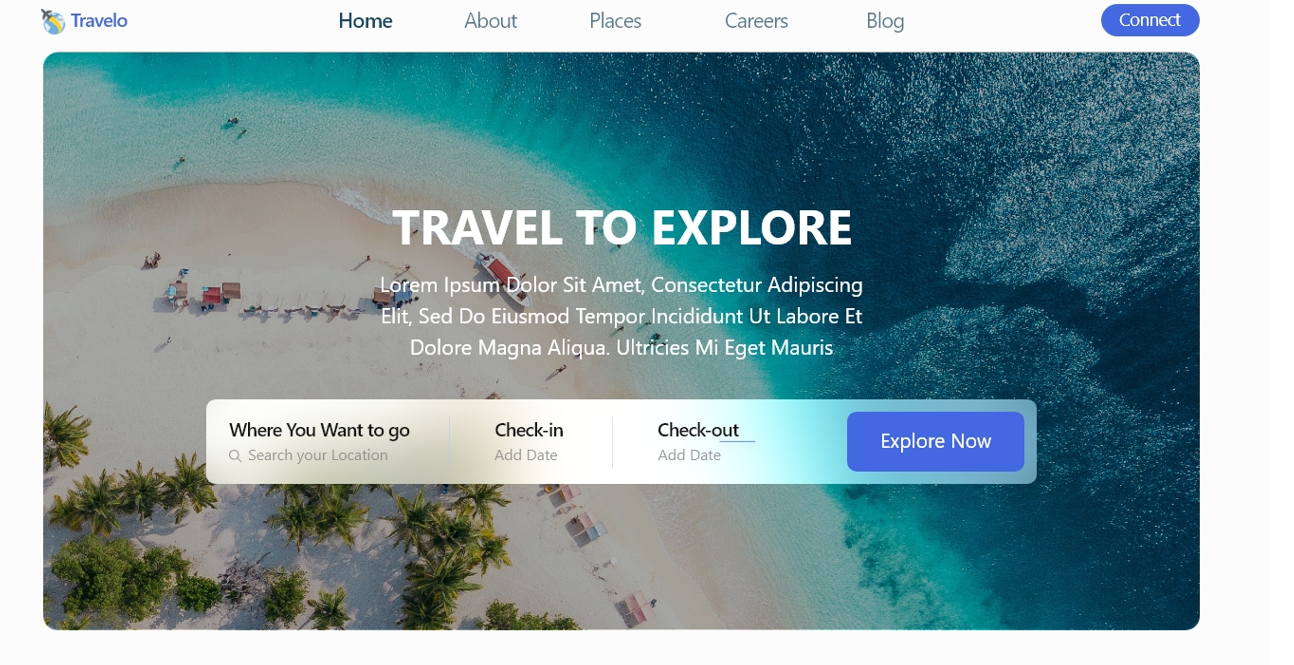 Travelo
Home
About
Places
Careers
Blog
Connect
TRAVEL TO EXPLORE
Lorem Ipsum Dolor Sit Amet, Consectetur Adipiscing
Elit, Sed Do Eiusmod Tempor Incididunt Ut Labore Et
Dolore Magna Aliqua. Ultricies Mi Eget Mauris
Where You Want to go
Search your Location
Check-in
Add Date
Check-out
Add Date
Explore Now